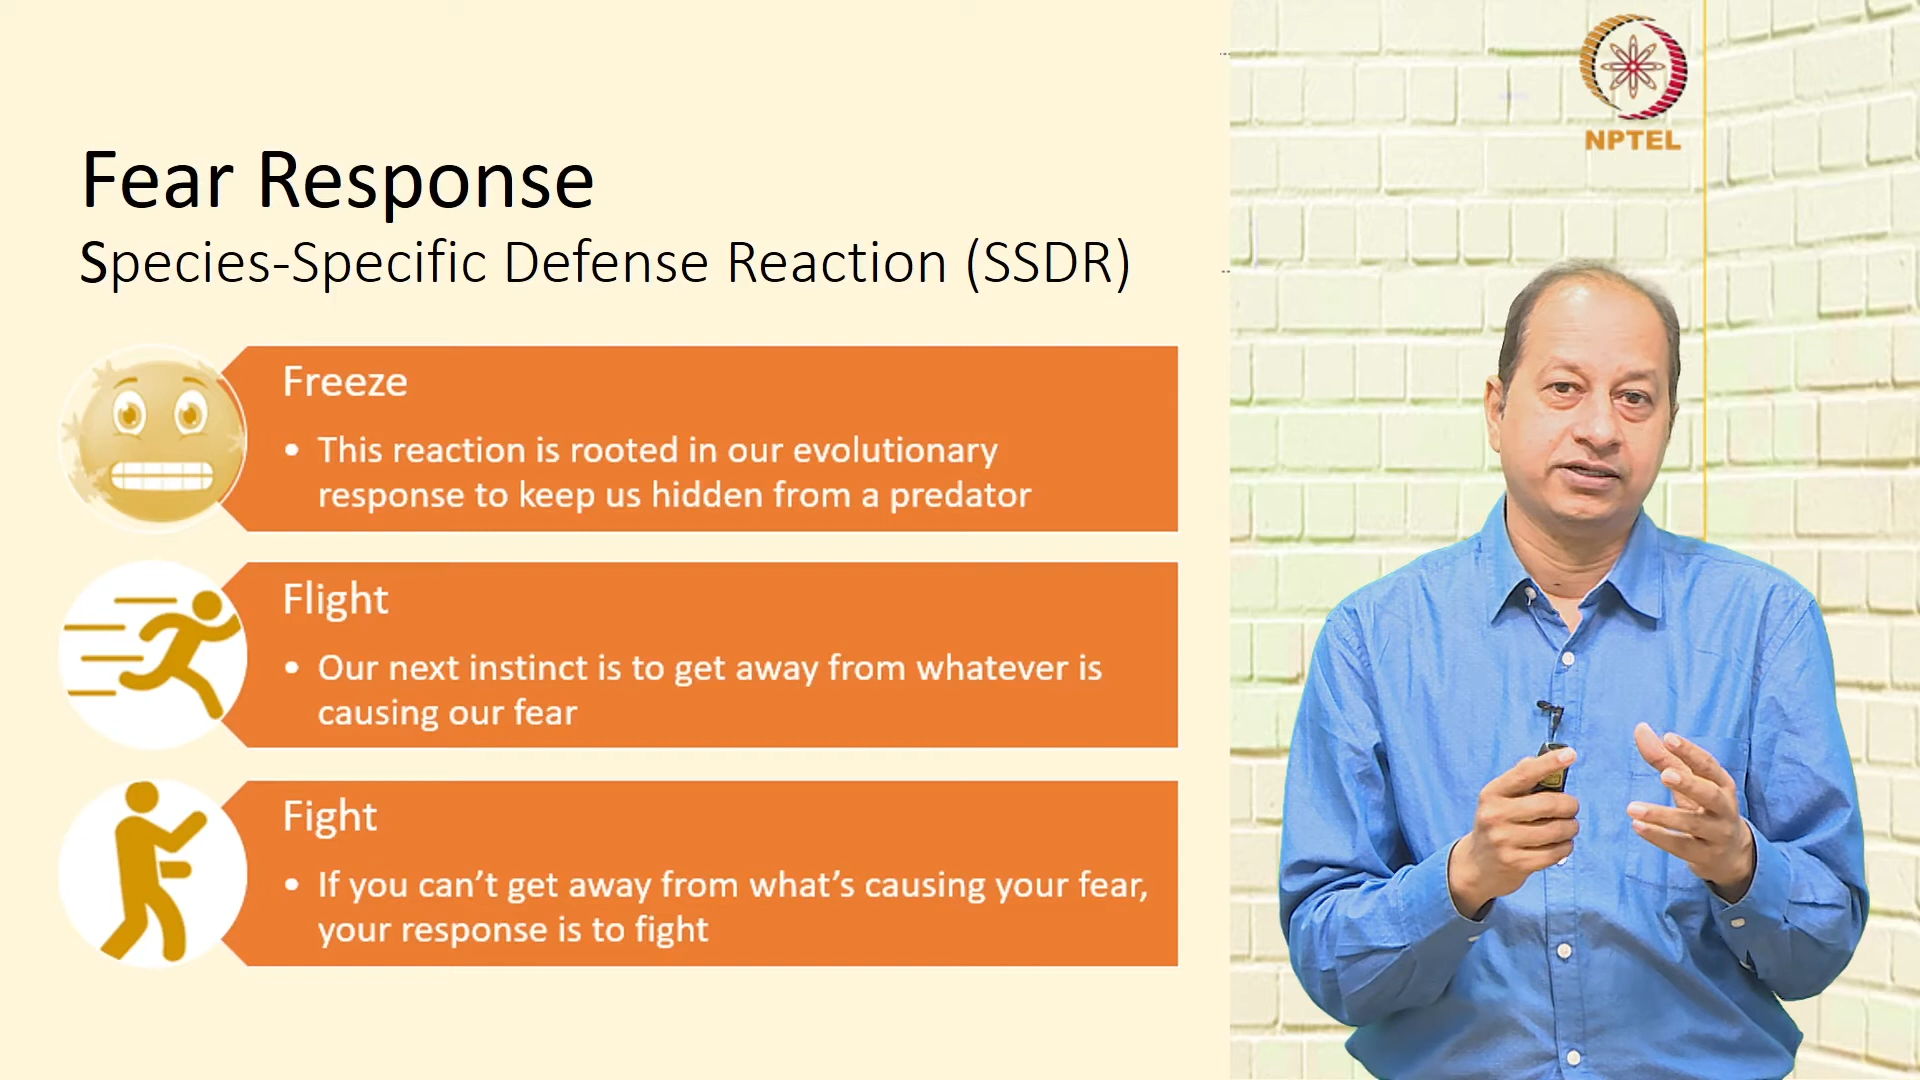 Fear Response
Species-Specific Defense Reaction (SSDR)
Freeze
• This reaction is rooted in our evolutionary
response to keep us hidden from a predator
Flight
• Our next instinct is to get away from whatever is
causing our fear
Fight
• If you can’t get away from what’s causing your fear,
your response is to fight
NPTEL